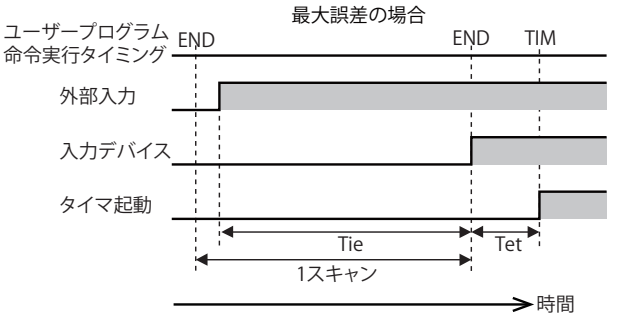 最大誤差の場合
ユーザープログラム
命令実行タイミング
END
END
TIM
外部入力
入力デバイス
タイマ起動
Tie
Tet
1スキャン
時間